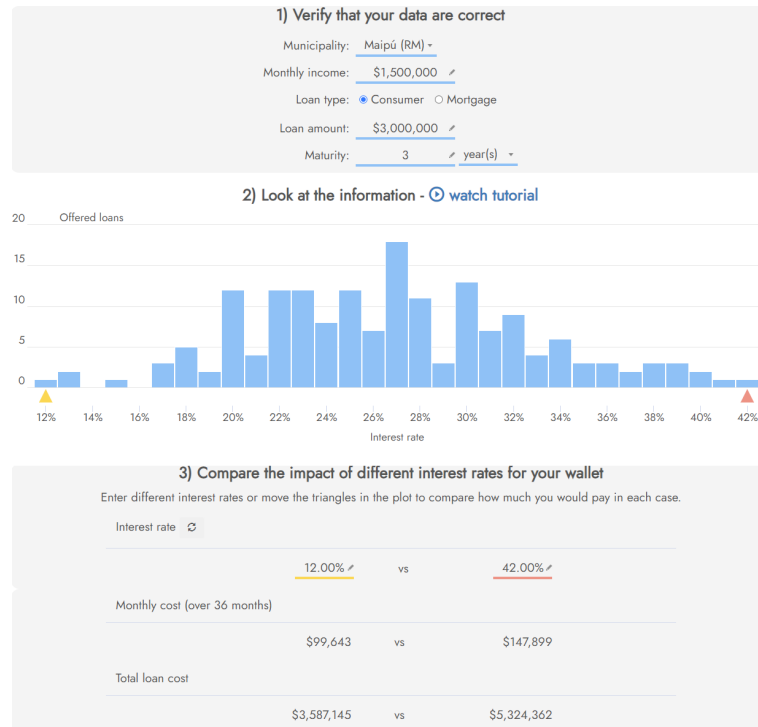 1) Verify that your data are correct
Municipality: Maipú (RM)
Monthly income: $1,500,000
Loan type: Consumer Mortgage
Loan amount: $3,000,000
Maturity: 3 year(s)
2) Look at the information - watch tutorial
20 Offered loans
15
10
5
0
12% 14% 16% 18% 20% 22% 24% 26% 28% 30% 32% 34% 36% 38% 40% 42%
Interest rate
3) Compare the impact of different interest rates for your wallet
Enter different interest rates or move the triangles in the plot to compare how much you would pay in each case.
Interest rate
12.00% vs 42.00%
Monthly cost (over 36 months)
$99,643 vs $147,899
Total loan cost
$3,587,145 vs $5,324,362